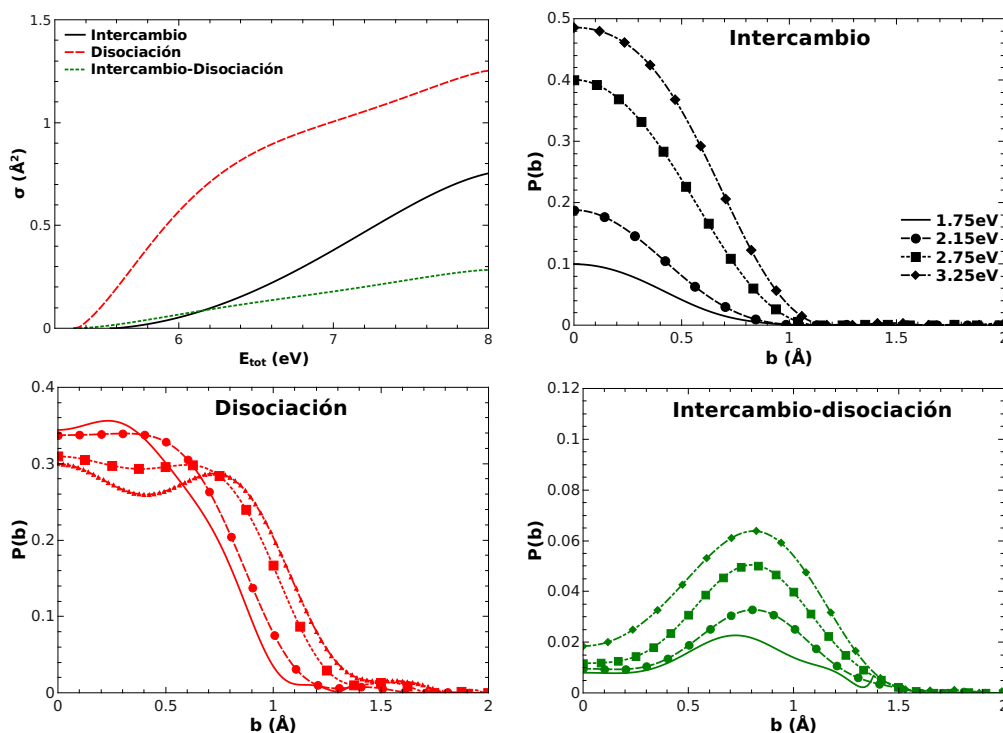 Intercambio
Disociación
Intercambio-Disociación
1.5
1
0.5
0
6
7
8
σ (Å²)
E_tot (eV)
Intercambio
0.5
0.4
0.3
0.2
0.1
0
0
0.5
1
1.5
2
P(b)
b (Å)
1.75eV
2.15eV
2.75eV
3.25eV
Disociación
0.4
0.3
0.2
0.1
0
0
0.5
1
1.5
2
P(b)
b (Å)
Intercambio-disociación
0.12
0.1
0.08
0.06
0.04
0.02
0
0
0.5
1
1.5
2
P(b)
b (Å)